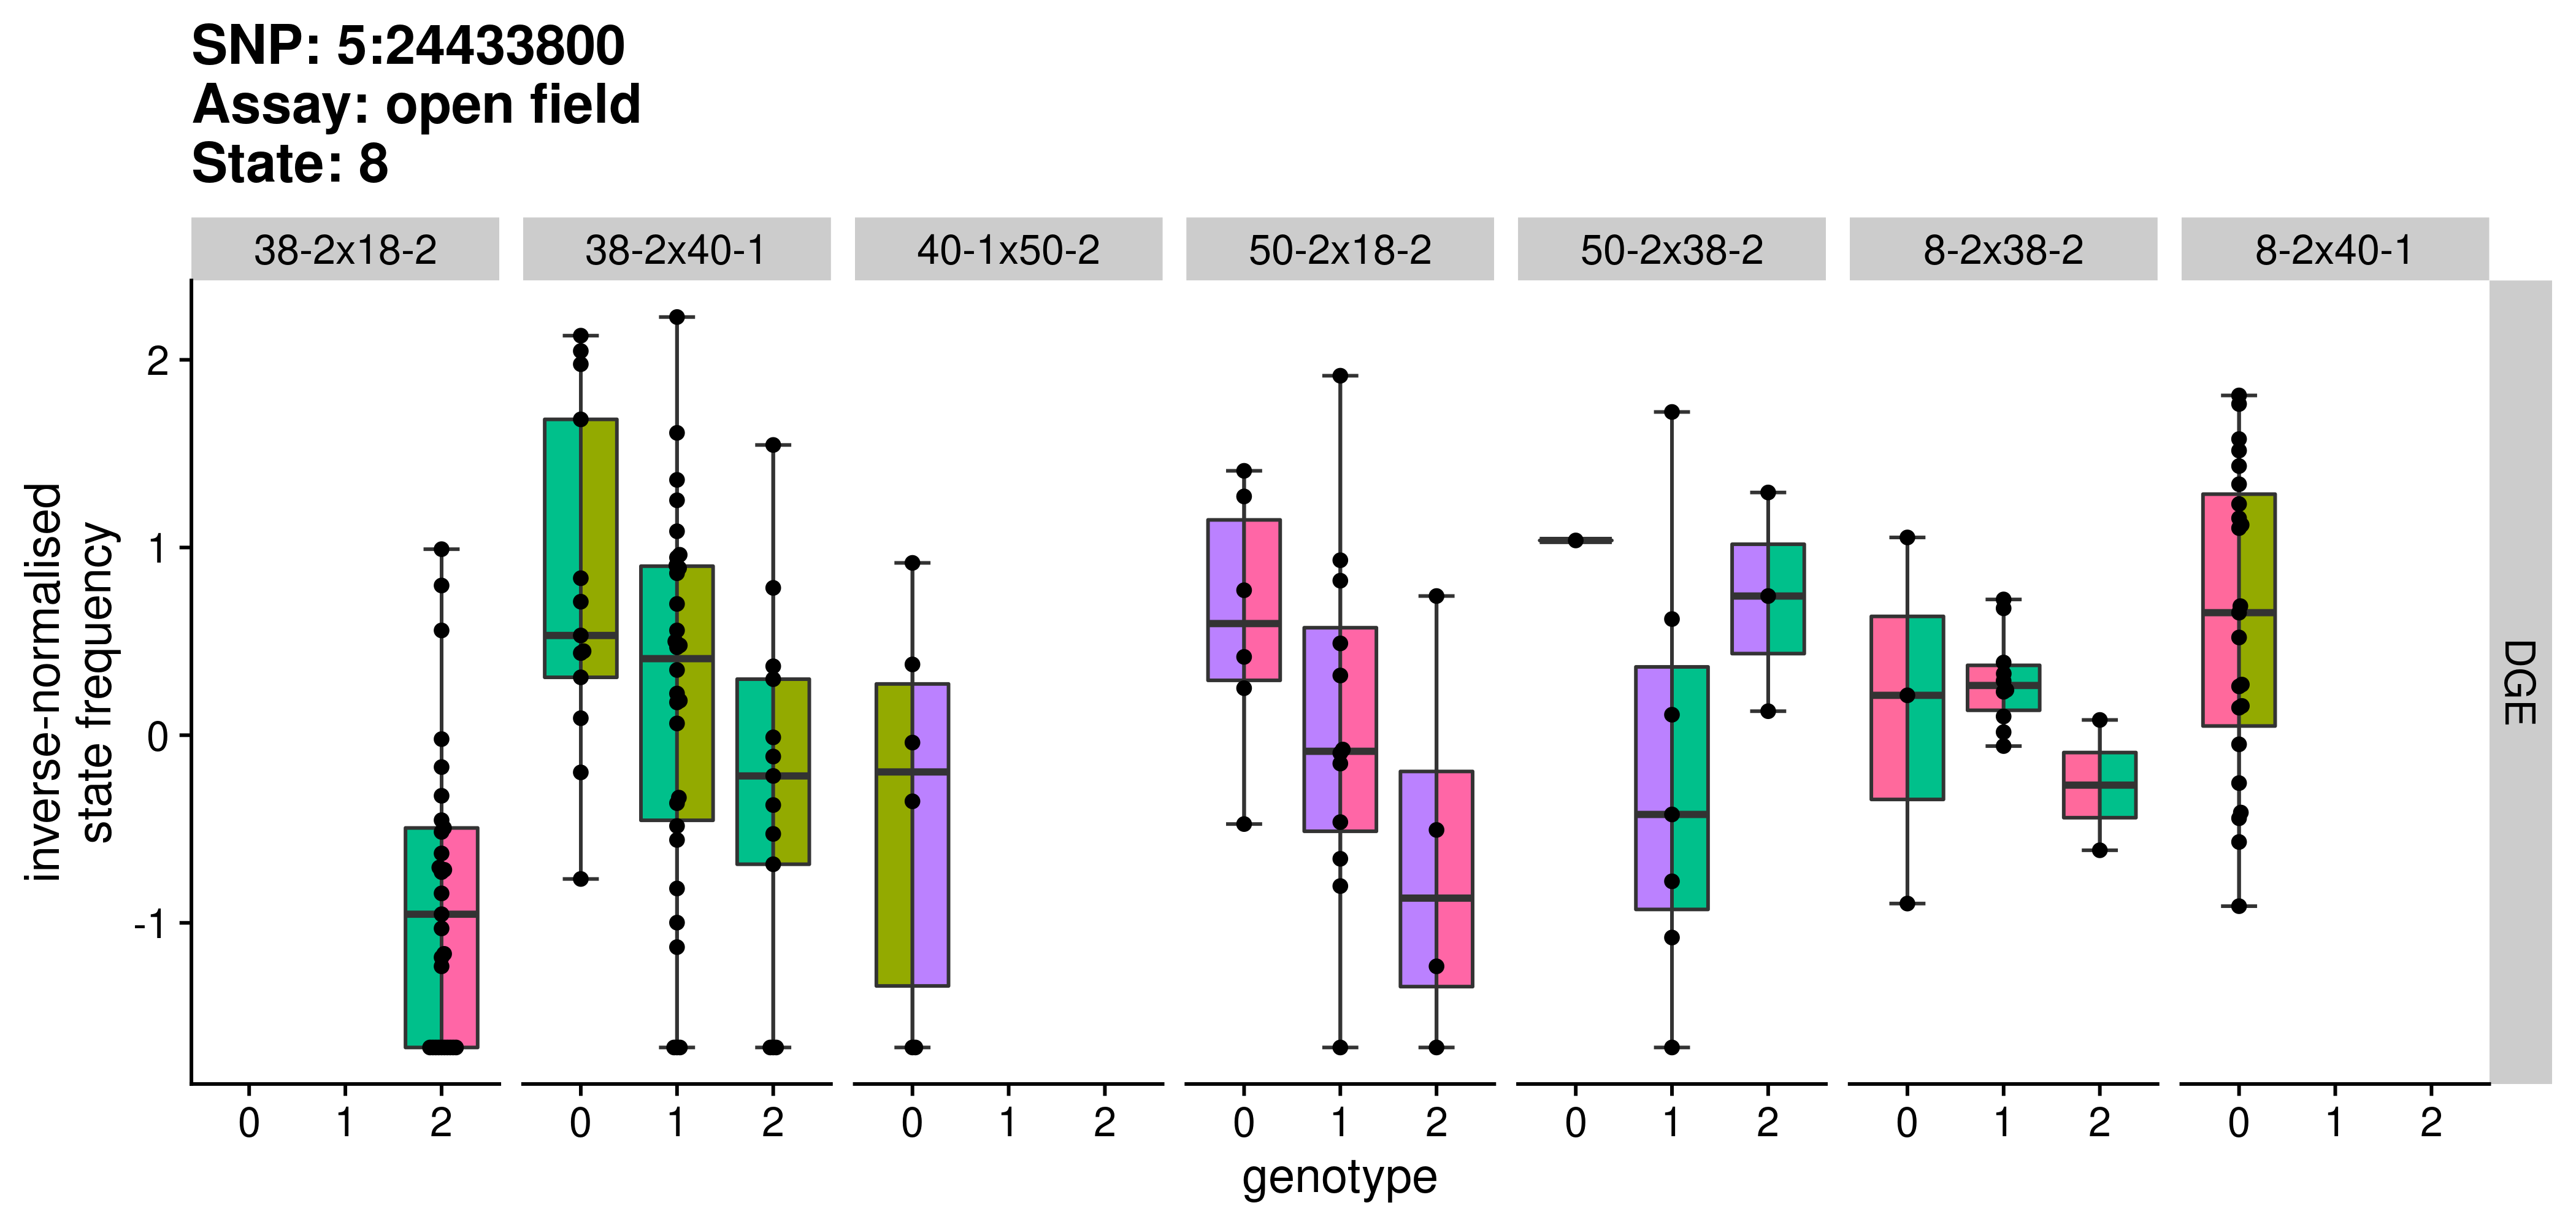 SNP: 5:24433800
Assay: open field
State: 8
38-2x18-2 38-2x40-1 40-1x50-2 50-2x18-2 50-2x38-2 8-2x38-2 8-2x40-1
inverse-normalised
state frequency
2
1
0
-1
DGE
0 1 2 0 1 2 0 1 2 0 1 2 0 1 2 0 1 2 0 1 2
genotype